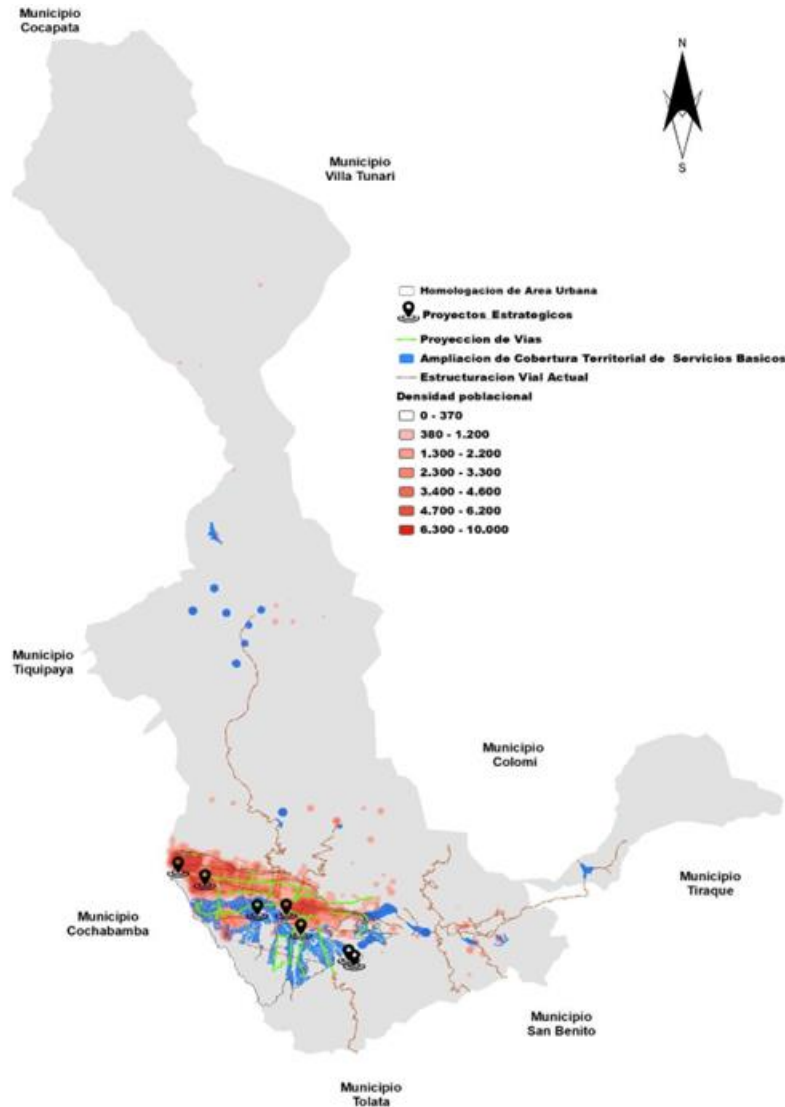 Municipio
Cocapata
N
S
Municipio
Villa Tunari
Homologacion de Area Urbana
Proyectos Estrategicos
Proyeccion de Vias
Ampliacion de Cobertura Territorial de Servicios Basicos
Estructuracion Vial Actual
Densidad poblacional
0 - 370
380 - 1.200
1.300 - 2.200
2.300 - 3.300
3.400 - 4.600
4.700 - 6.200
6.300 - 10.000
Municipio
Tiquipaya
Municipio
Colomi
Municipio
Tiraque
Municipio
Cochabamba
Municipio
San Benito
Municipio
Tolata